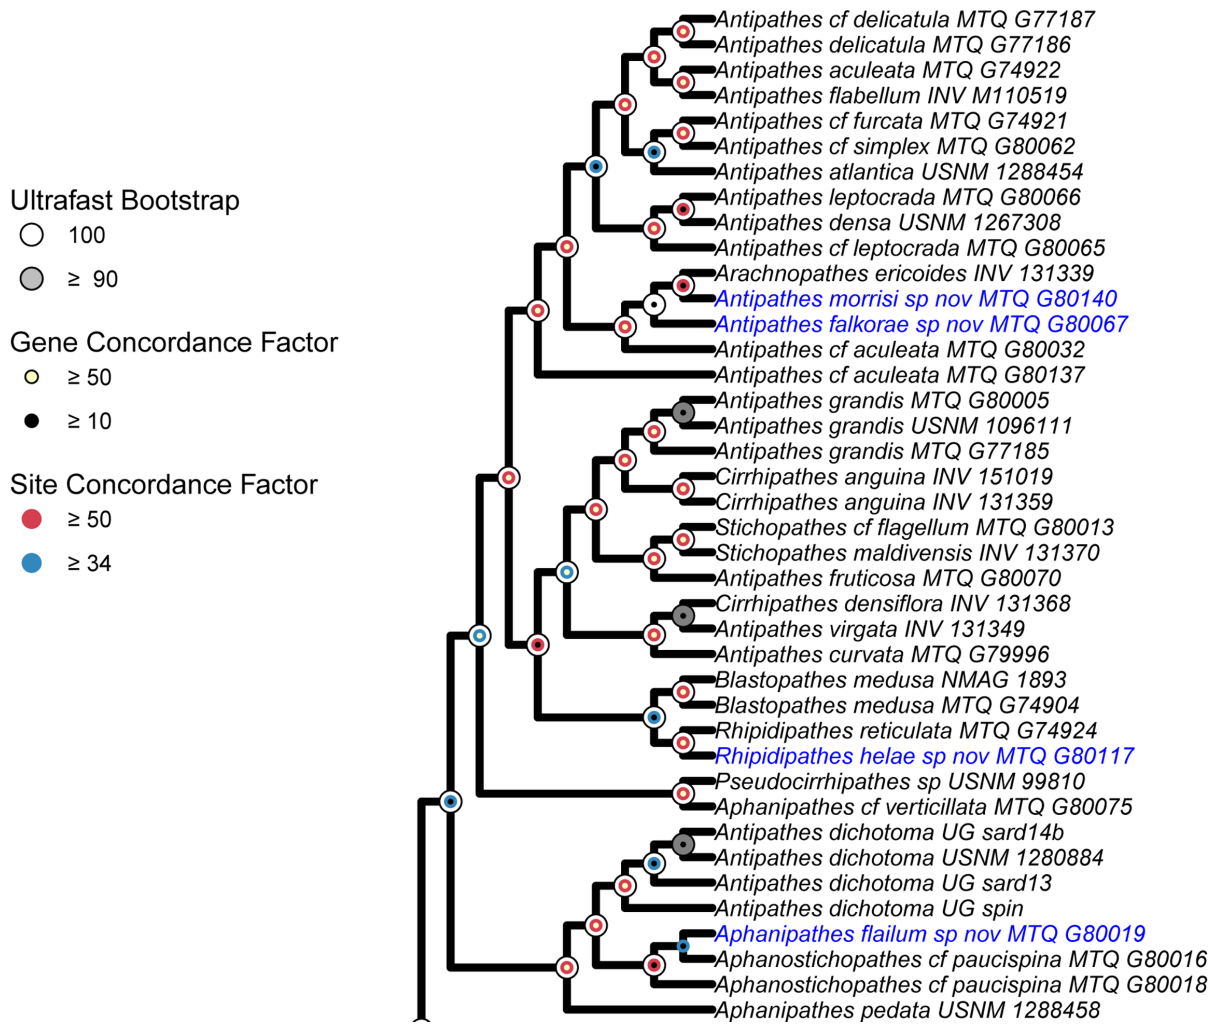 Antipathes cf delicatula MTQ G77187
Antipathes delicatula MTQ G77186
Antipathes aculeata MTQ G74922
Antipathes flabellum INV M110519
Antipathes cf furcata MTQ G74921
Antipathes cf simplex MTQ G80062
Antipathes atlantica USNM 1288454
Antipathes leptocrada MTQ G80066
Antipathes densa USNM 1267308
Antipathes cf leptocrada MTQ G80065
Arachnopathes ericoides INV 131339
Antipathes morrisi sp nov MTQ G80140
Antipathes falkorae sp nov MTQ G80067
Antipathes cf aculeata MTQ G80032
Antipathes cf aculeata MTQ G80137
Antipathes grandis MTQ G80005
Antipathes grandis USNM 1096111
Antipathes grandis MTQ G77185
Cirrhipathes anguina INV 151019
Cirrhipathes anguina INV 131359
Stichopathes cf flagellum MTQ G80013
Stichopathes maldivensis INV 131370
Antipathes fruticosa MTQ G80070
Cirrhipathes densiflora INV 131368
Antipathes virgata INV 131349
Antipathes curvata MTQ G79996
Blastopathes medusa NMAG 1893
Blastopathes medusa MTQ G74904
Rhipidipathes reticulata MTQ G74924
Rhipidipathes helae sp nov MTQ G80117
Pseudocirrhipathes sp USNM 99810
Aphanipathes cf verticillata MTQ G80075
Antipathes dichotoma UG sard14b
Antipathes dichotoma USNM 1280884
Antipathes dichotoma UG sard13
Antipathes dichotoma UG spin
Aphanipathes flailum sp nov MTQ G80019
Aphanostichopathes cf paucispina MTQ G80016
Aphanostichopathes cf paucispina MTQ G80018
Aphanipathes pedata USNM 1288458
Ultrafast Bootstrap
100
≥ 90
Gene Concordance Factor
≥ 50
≥ 10
Site Concordance Factor
≥ 50
≥ 34